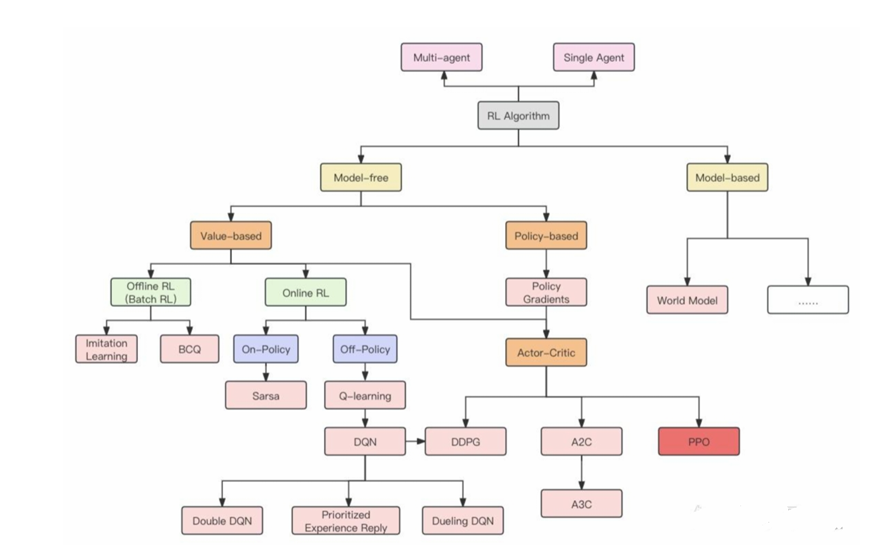 Multi-agent
Single Agent
RL Algorithm
Model-free
Model-based
Value-based
Policy-based
Offline RL
(Batch RL)
Online RL
Policy
Gradients
World Model
......
Imitation
Learning
BCQ
On-Policy
Off-Policy
Actor-Critic
Sarsa
Q-learning
DQN
DDPG
A2C
PPO
Double DQN
Prioritized
Experience Reply
Dueling DQN
A3C